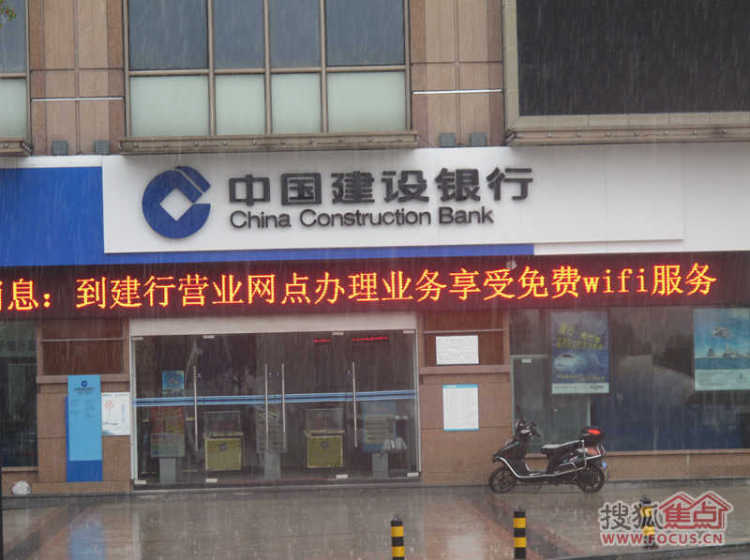 中国建设银行
China Construction Bank
消息：到建行营业网点办理业务享受免费wifi服务
搜狐焦点
WWW.FOCUS.CN